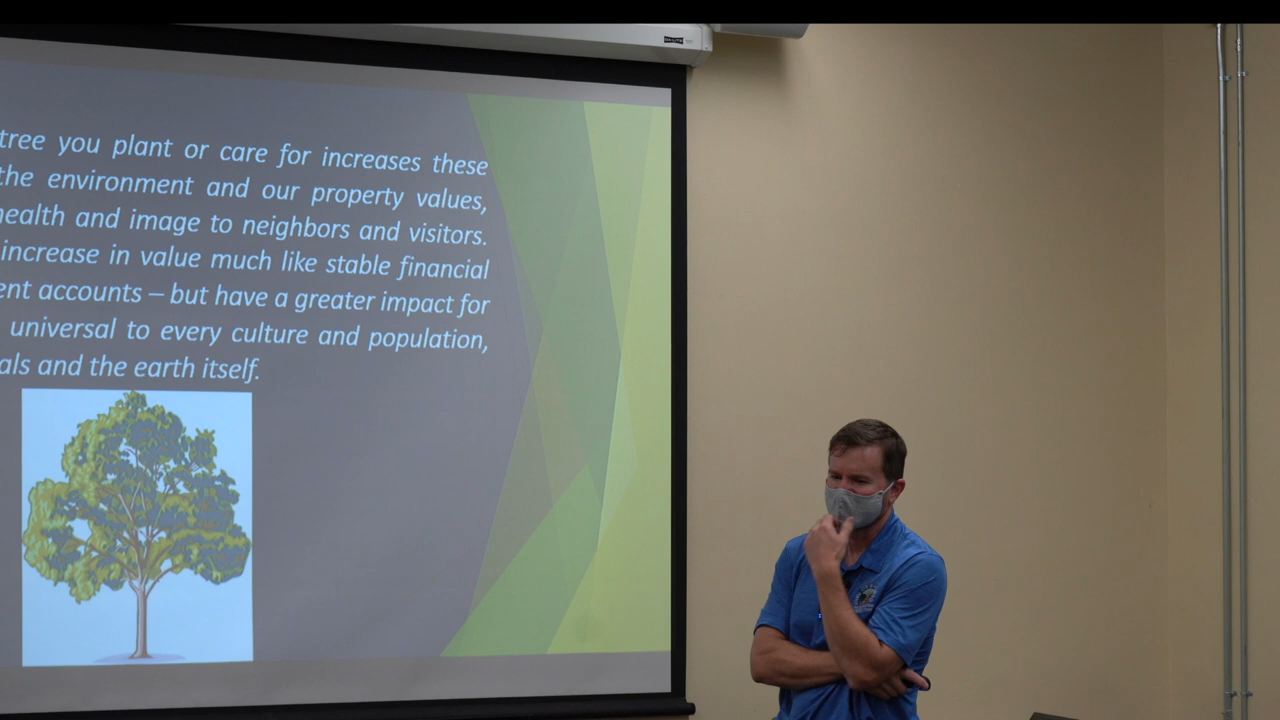 tree you plant or care for increases these
the environment and our property values,
health and image to neighbors and visitors.
increase in value much like stable financial
ent accounts – but have a greater impact for
universal to every culture and population,
als and the earth itself.